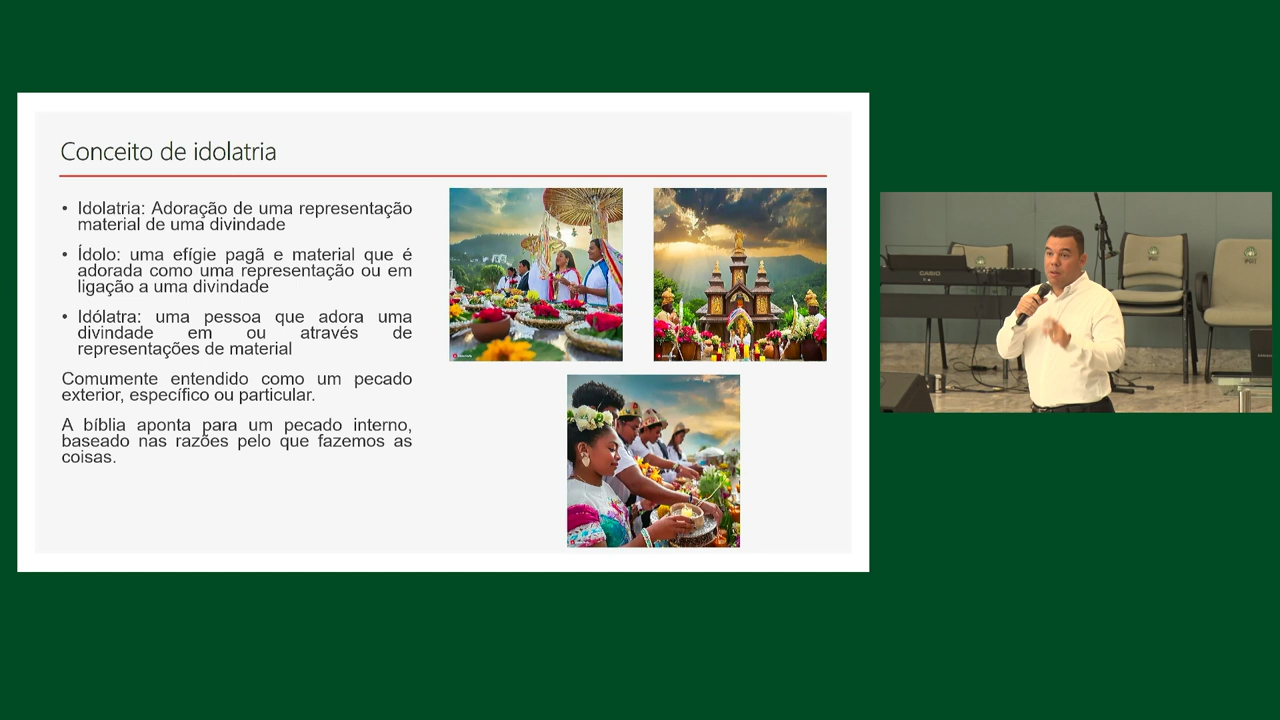 Conceito de idolatria
• Idolatria: Adoração de uma representação
material de uma divindade
• Ídolo: uma efígie pagã e material que é
adorada como uma representação ou em
ligação a uma divindade
• Idólatra: uma pessoa que adora uma
divindade em ou através de
representações de material
Comumente entendido como um pecado
exterior, específico ou particular.
A bíblia aponta para um pecado interno,
baseado nas razões pelo que fazemos as
coisas.
CASIO